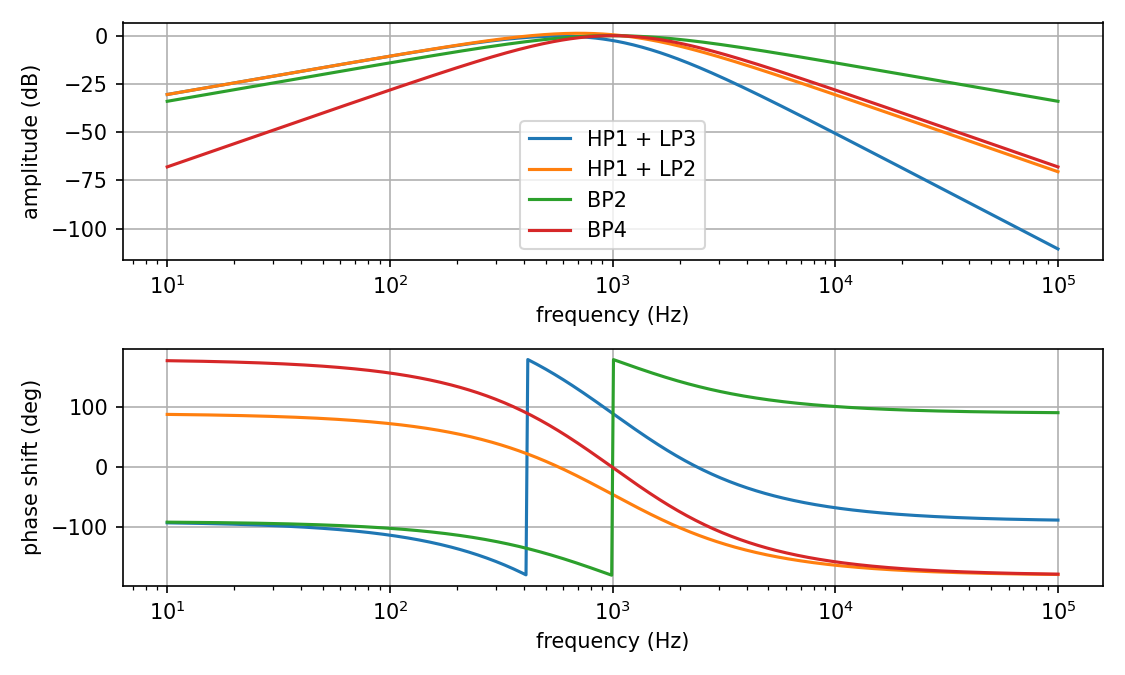 0
−25
−50
−75
−100
amplitude (dB)
HP1 + LP3
HP1 + LP2
BP2
BP4
10¹ 10² 10³ 10⁴ 10⁵
frequency (Hz)
100
0
−100
phase shift (deg)
10¹ 10² 10³ 10⁴ 10⁵
frequency (Hz)